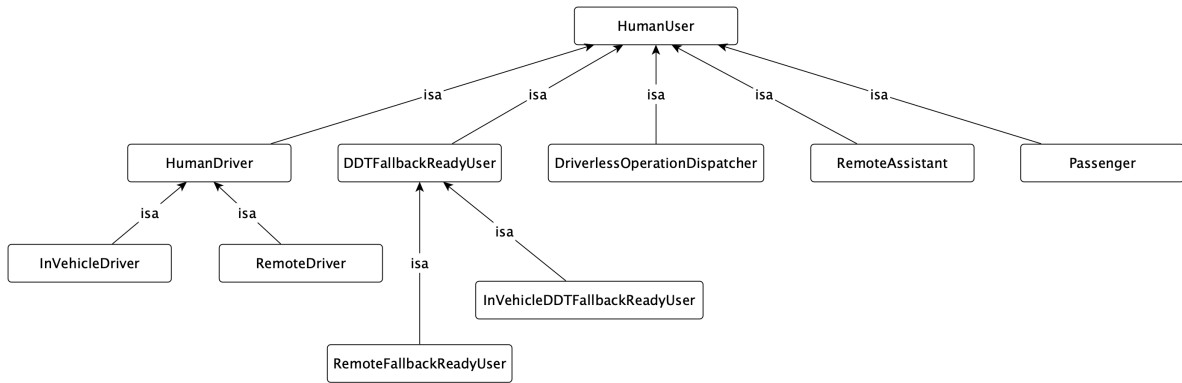 HumanUser
isa
isa
isa
isa
isa
HumanDriver
DDTFallbackReadyUser
DriverlessOperationDispatcher
RemoteAssistant
Passenger
isa
isa
isa
isa
InVehicleDriver
RemoteDriver
InVehicleDDTFallbackReadyUser
RemoteFallbackReadyUser